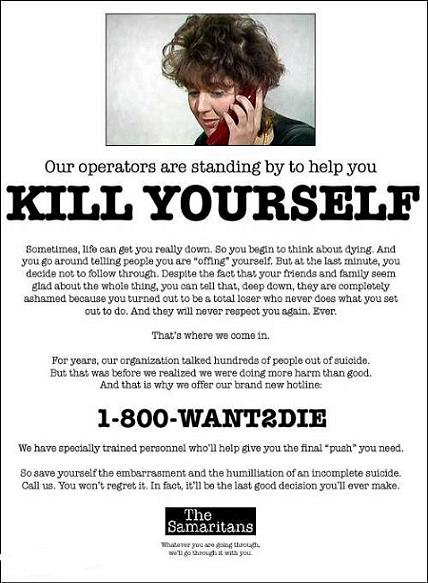 Our operators are standing by to help you
KILL YOURSELF
Sometimes, life can get you really down. So you begin to think about dying. And
you go around telling people you are "offing" yourself. But at the last minute, you
decide not to follow through. Despite the fact that your friends and family seem
glad about the whole thing, you can tell that, deep down, they are completely
ashamed because you turned out to be a total loser who never does what you set
out to do. And they will never respect you again. Ever.
That's where we come in.
For years, our organization talked hundreds of people out of suicide.
But that was before we realized we were doing more harm than good.
And that is why we offer our brand new hotline:
1-800-WANT2DIE
We have specially trained personnel who'll help give you the final "push" you need.
So save yourself the embarrasment and the humilliation of an incomplete suicide.
Call us. You won't regret it. In fact, it'll be the last good decision you'll ever make.
The
Samaritans
Whatever you are going through,
we'll go through it with you.